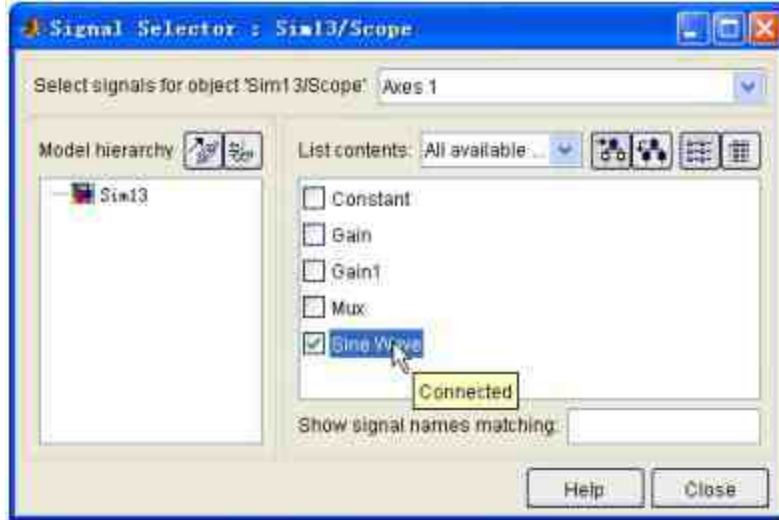 Signal Selector : Sim13/Scope
Select signals for object 'Sim13/Scope' Axes 1
Model hierarchy
List contents: All available ...
Sim13
Constant
Gain
Gain1
Mux
Sine Wave
Connected
Show signal names matching:
Help
Close